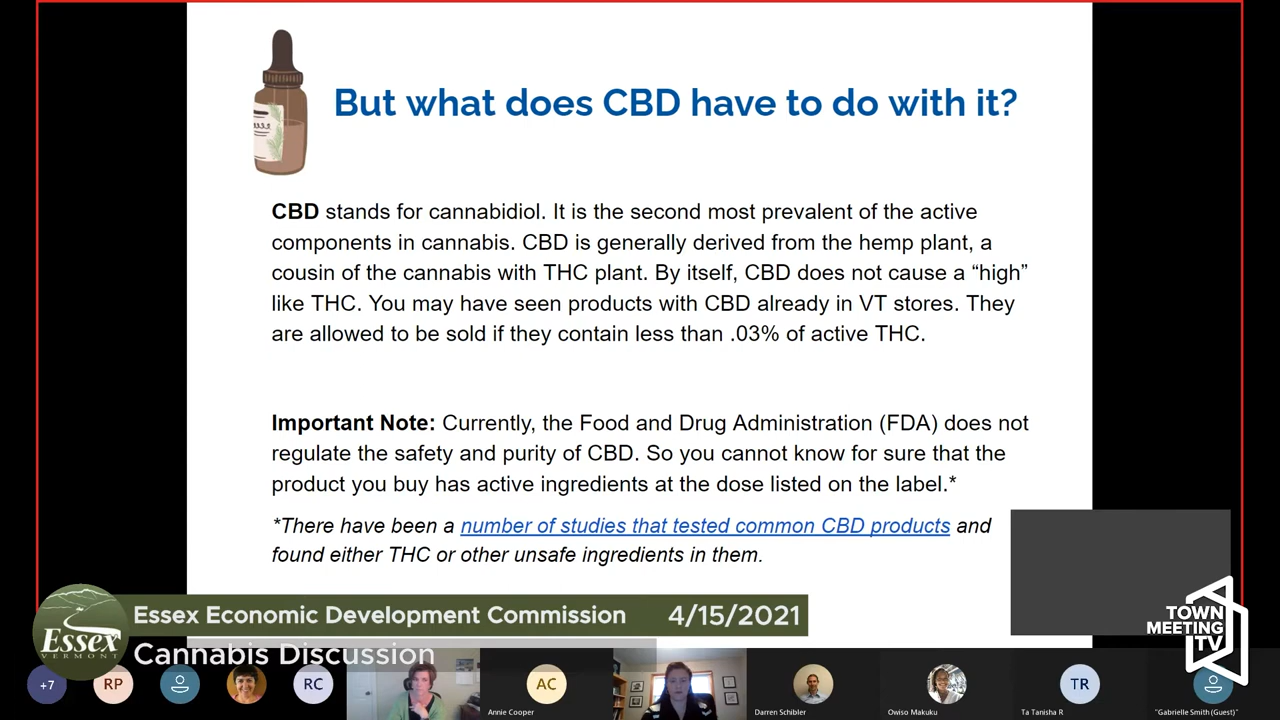 But what does CBD have to do with it?
CBD stands for cannabidiol. It is the second most prevalent of the active
components in cannabis. CBD is generally derived from the hemp plant, a
cousin of the cannabis with THC plant. By itself, CBD does not cause a “high”
like THC. You may have seen products with CBD already in VT stores. They
are allowed to be sold if they contain less than .03% of active THC.
Important Note: Currently, the Food and Drug Administration (FDA) does not
regulate the safety and purity of CBD. So you cannot know for sure that the
product you buy has active ingredients at the dose listed on the label.*
*There have been a number of studies that tested common CBD products and
found either THC or other unsafe ingredients in them.
Essex
VERMONT
Essex Economic Development Commission 4/15/2021
Cannabis Discussion
TOWN
MEETING
TV
+7
RP
RC
AC
Annie Cooper
Darren Schibler
Owiso Makuku
TR
Ta Tanisha R
"Gabrielle Smith (Guest)"